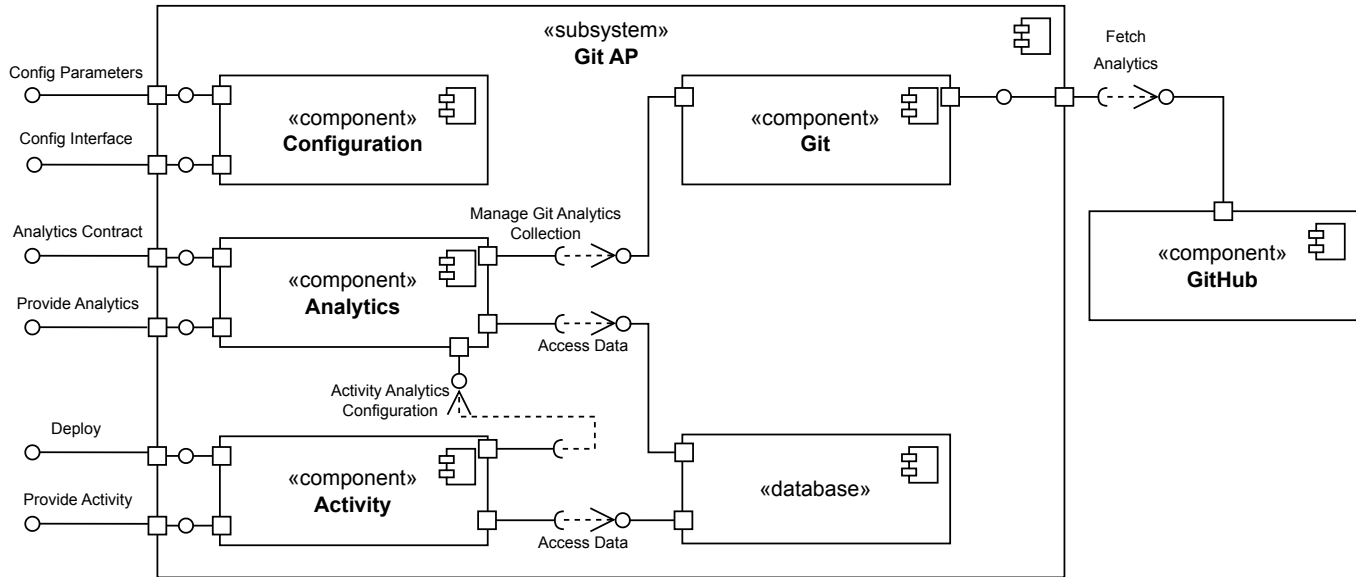 «subsystem»
Git AP
Fetch
Analytics
Config Parameters
Config Interface
«component»
Configuration
«component»
Git
Analytics Contract
Provide Analytics
«component»
Analytics
Manage Git Analytics
Collection
Access Data
«component»
GitHub
Activity Analytics
Configuration
Deploy
Provide Activity
«component»
Activity
Access Data
«database»